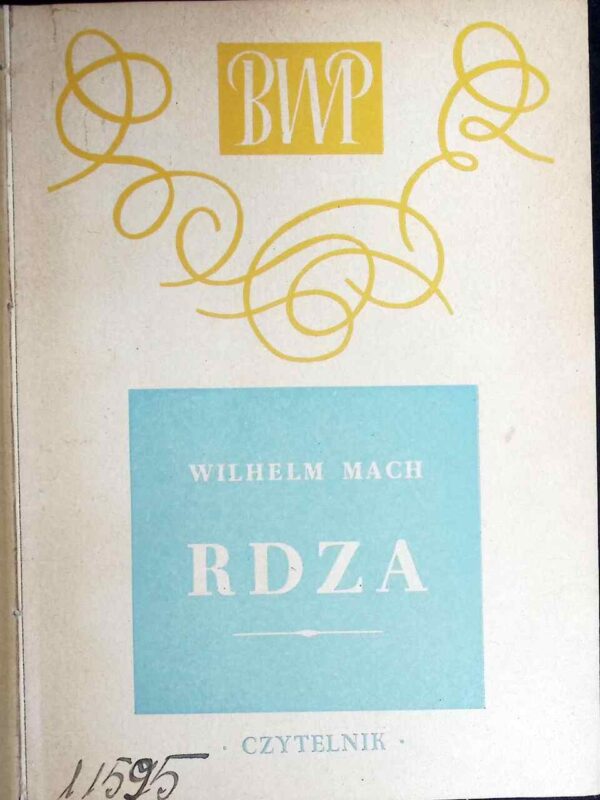 BWP
WILHELM MACH
RDZA
· CZYTELNIK ·
11595